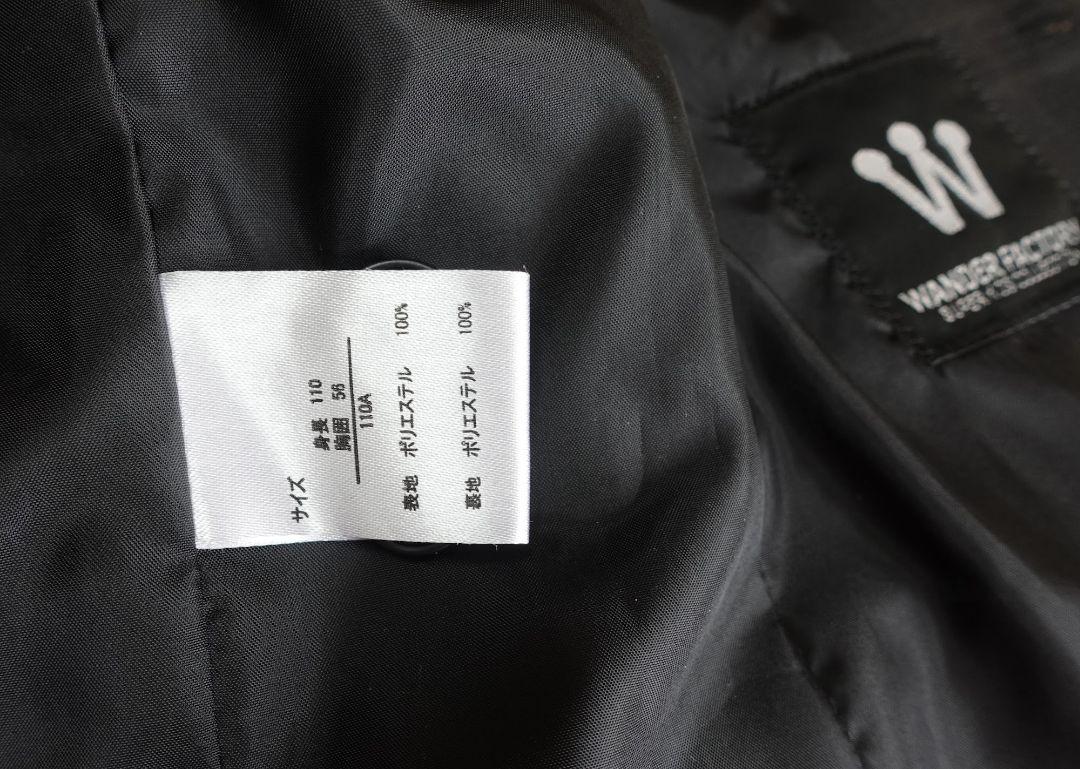 サイズ
身長 110
胸囲 56
110A
表地 ポリエステル 100%
裏地 ポリエステル 100%
W
WANDER FACTORY